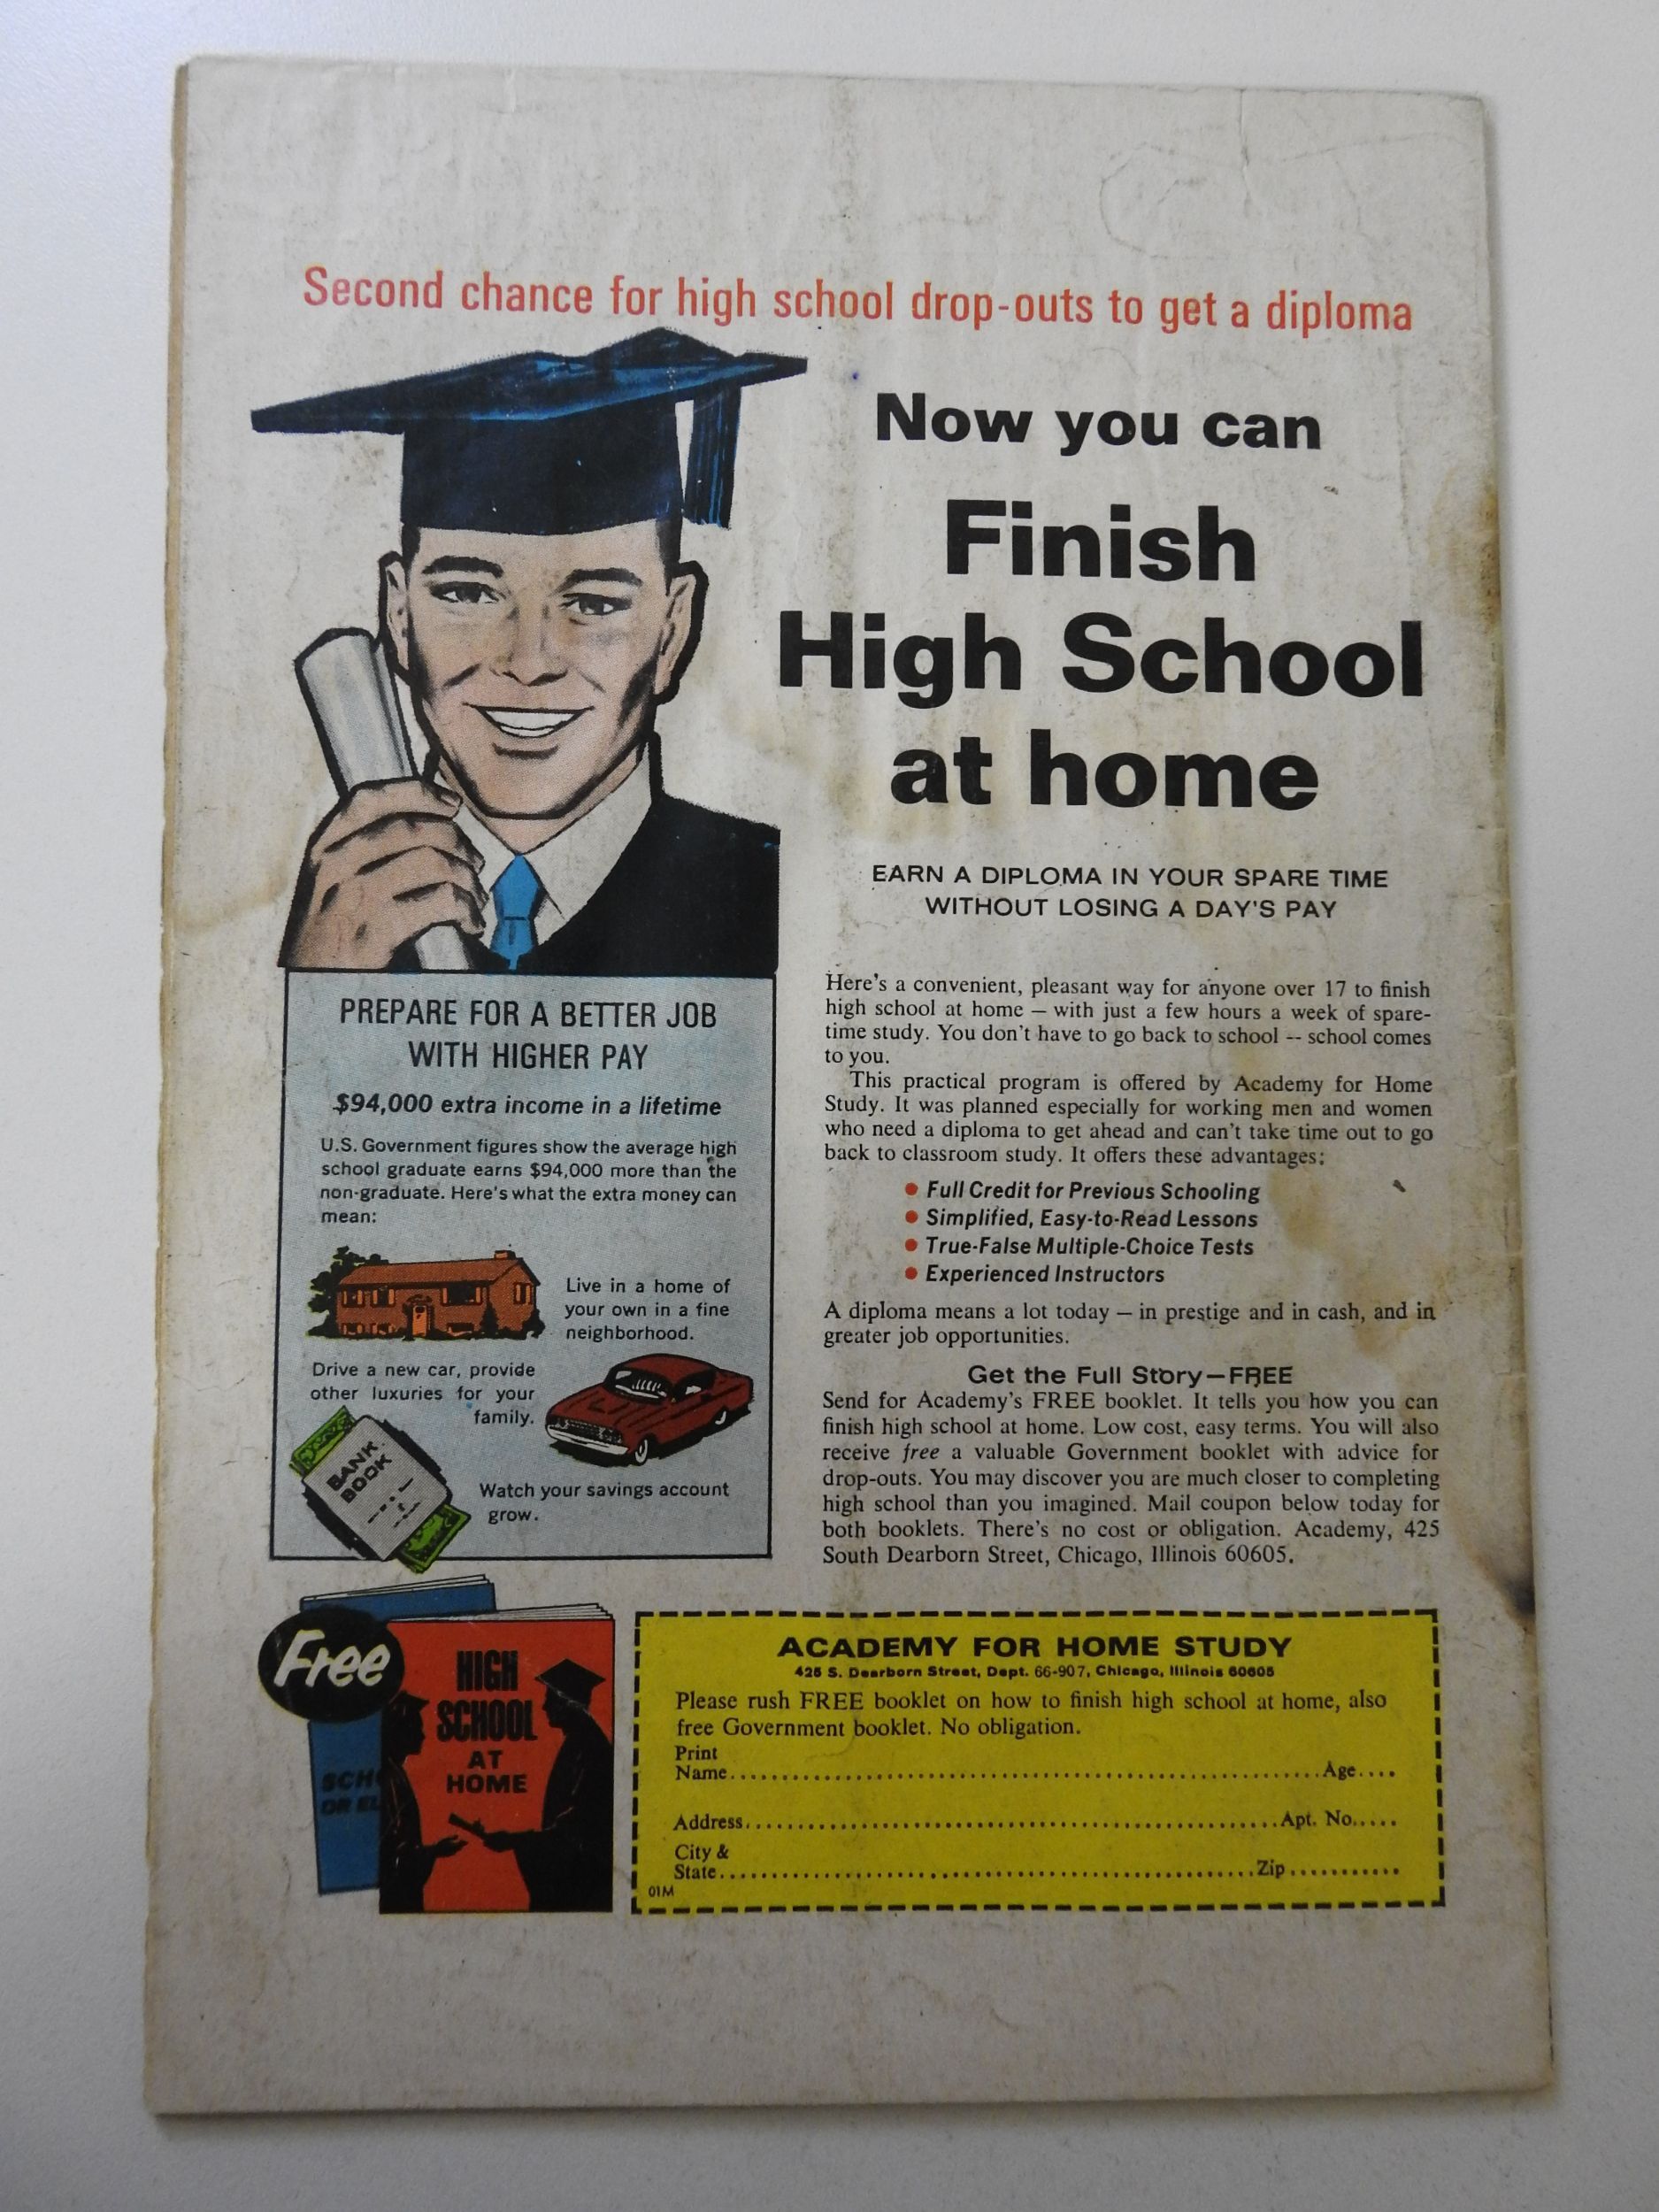 Second chance for high school drop-outs to get a diploma
Now you can
Finish
High School
at home
EARN A DIPLOMA IN YOUR SPARE TIME
WITHOUT LOSING A DAY'S PAY
PREPARE FOR A BETTER JOB
WITH HIGHER PAY
$94,000 extra income in a lifetime
U.S. Government figures show the average high
school graduate earns $94,000 more than the
non-graduate. Here's what the extra money can
mean:
Live in a home of
your own in a fine
neighborhood.
Drive a new car, provide
other luxuries for your
family.
BANK
BOOK
Watch your savings account
grow.
Here's a convenient, pleasant way for anyone over 17 to finish
high school at home — with just a few hours a week of spare-
time study. You don't have to go back to school -- school comes
to you.
This practical program is offered by Academy for Home
Study. It was planned especially for working men and women
who need a diploma to get ahead and can't take time out to go
back to classroom study. It offers these advantages:
• Full Credit for Previous Schooling
• Simplified, Easy-to-Read Lessons
• True-False Multiple-Choice Tests
• Experienced Instructors
A diploma means a lot today — in prestige and in cash, and in
greater job opportunities.
Get the Full Story—FREE
Send for Academy's FREE booklet. It tells you how you can
finish high school at home. Low cost, easy terms. You will also
receive free a valuable Government booklet with advice for
drop-outs. You may discover you are much closer to completing
high school than you imagined. Mail coupon below today for
both booklets. There's no cost or obligation. Academy, 425
South Dearborn Street, Chicago, Illinois 60605.
Free
HIGH
SCHOOL
AT
HOME
SCH
OR EL
ACADEMY FOR HOME STUDY
425 S. Dearborn Street, Dept. 66-907, Chicago, Illinois 60605
Please rush FREE booklet on how to finish high school at home, also
free Government booklet. No obligation.
Print
Name.......................................................................Age....
Address................................................................Apt. No.....
City &
State................................................................Zip...........
01M